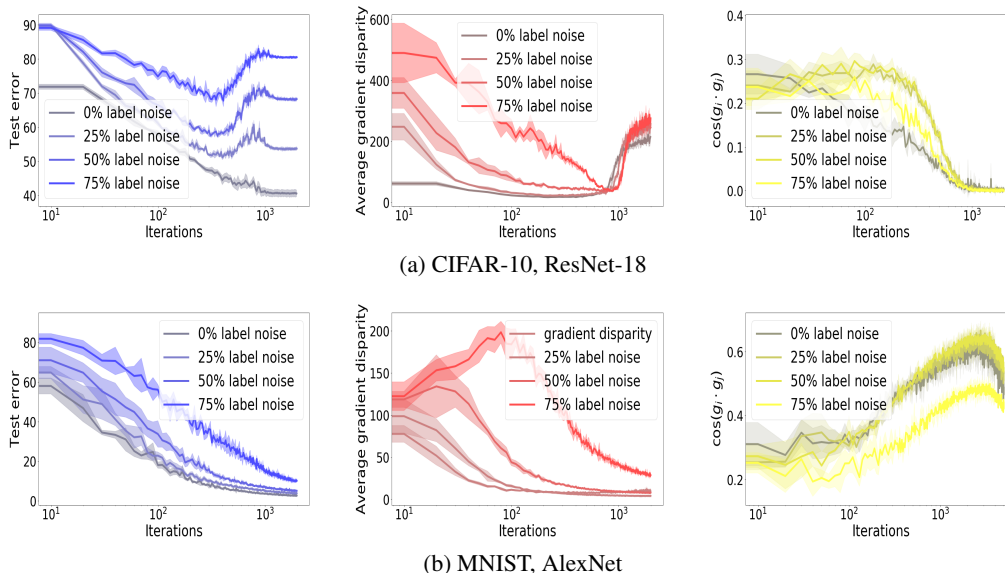 90
80
70
60
50
40
Test error
0% label noise
25% label noise
50% label noise
75% label noise
10¹
10²
10³
Iterations
600
400
200
0
Average gradient disparity
0% label noise
25% label noise
50% label noise
75% label noise
10¹
10²
10³
Iterations
0.3
0.2
0.1
0.0
cos(gᵢ · gⱼ)
0% label noise
25% label noise
50% label noise
75% label noise
10¹
10²
10³
Iterations
(a) CIFAR-10, ResNet-18
80
60
40
20
0
Test error
0% label noise
25% label noise
50% label noise
75% label noise
10¹
10²
10³
Iterations
200
150
100
50
0
Average gradient disparity
gradient disparity
25% label noise
50% label noise
75% label noise
10¹
10²
10³
Iterations
0.6
0.4
0.2
cos(gᵢ · gⱼ)
0% label noise
25% label noise
50% label noise
75% label noise
10¹
10²
10³
Iterations
(b) MNIST, AlexNet